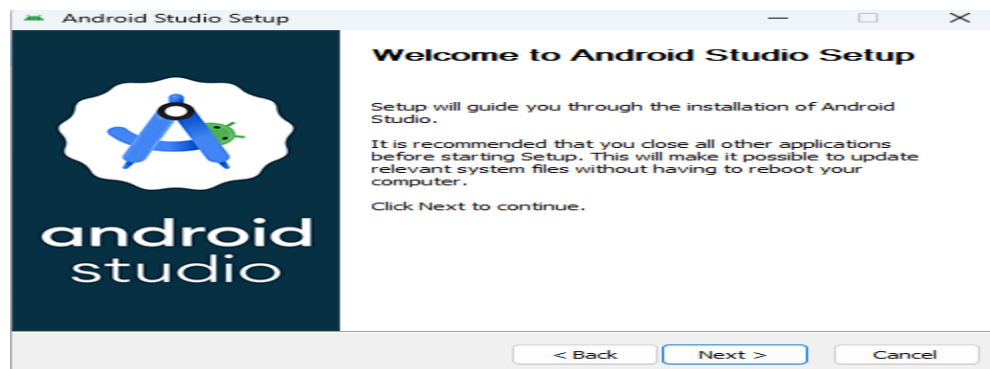 Android Studio Setup
Welcome to Android Studio Setup
Setup will guide you through the installation of Android
Studio.
It is recommended that you close all other applications
before starting Setup. This will make it possible to update
relevant system files without having to reboot your
computer.
Click Next to continue.
android
studio
< Back
Next >
Cancel